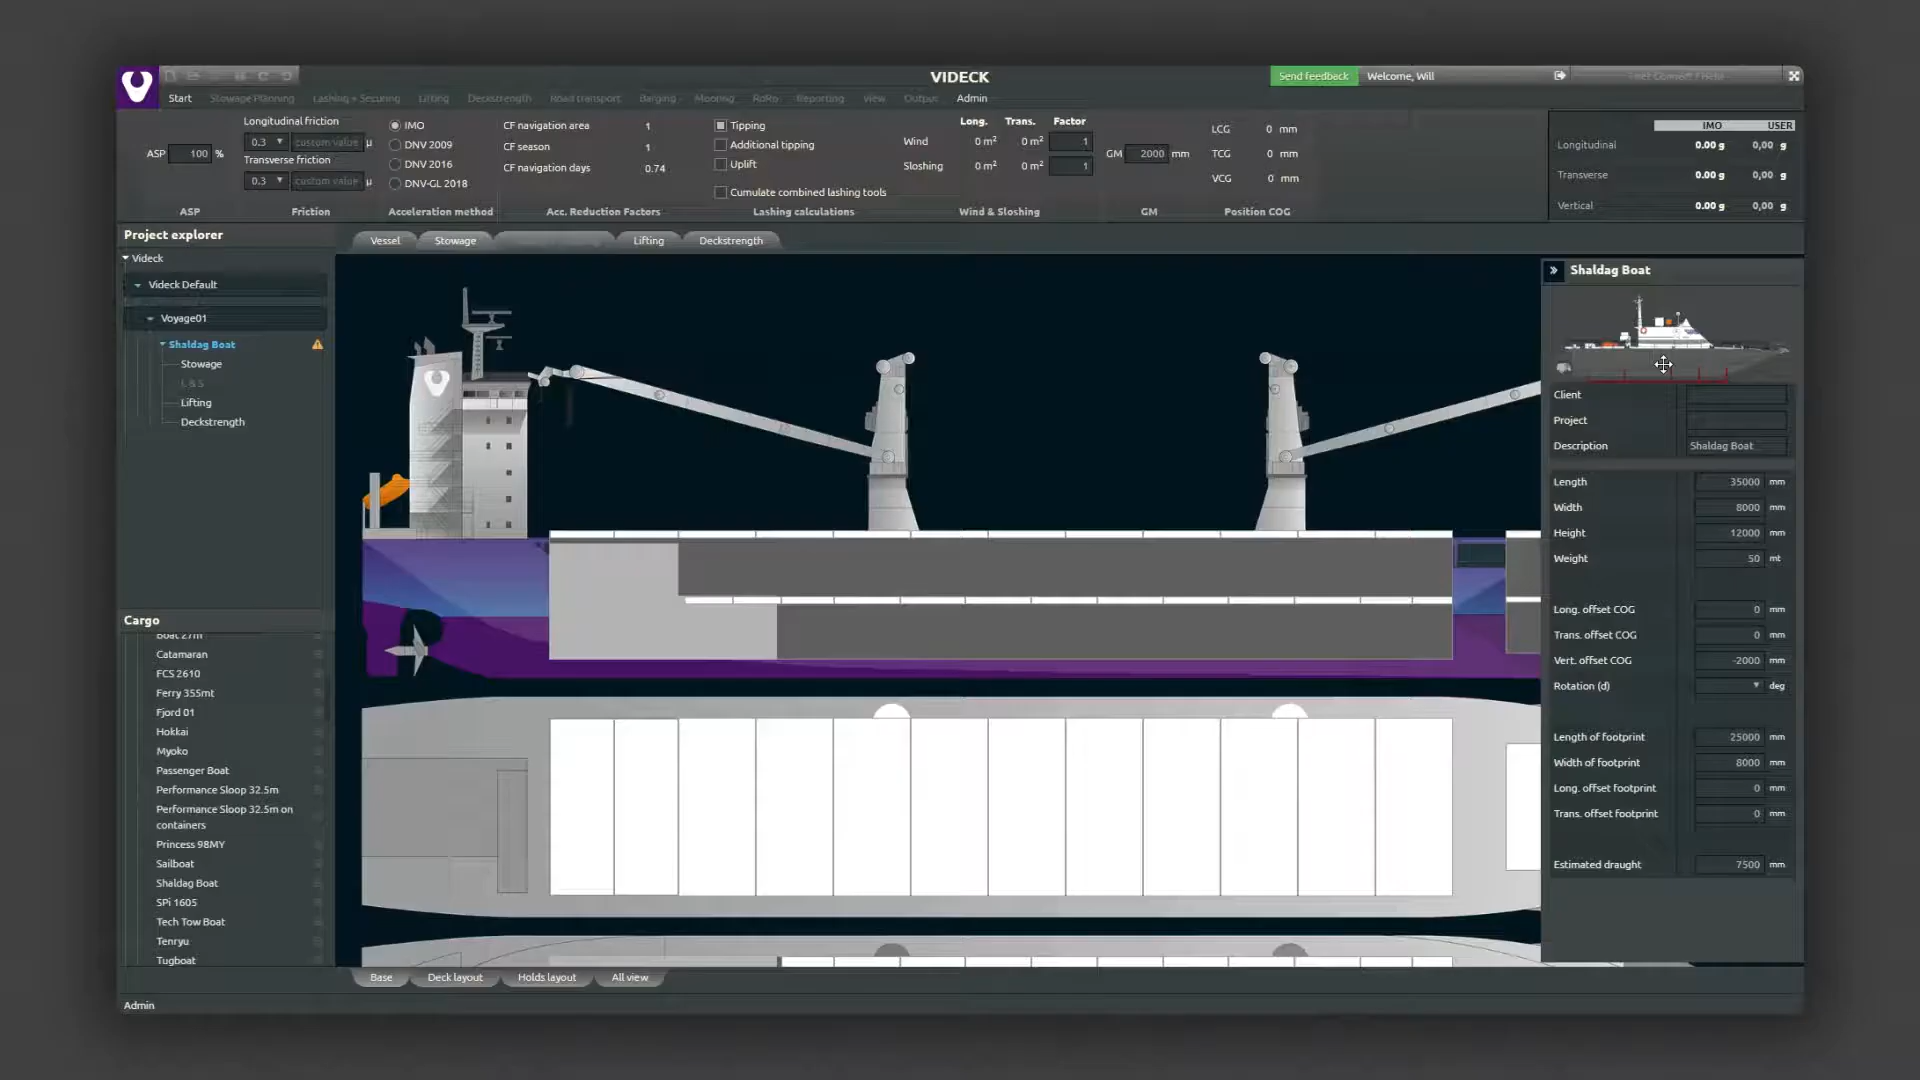 VIDECK
Send feedback
Welcome, Will
Start
Stowage Planning
Lashing + Securing
Lifting
Deckstrength
Road transport
Barging
Mooring
RoRo
Reporting
View
Output
Admin
ASP 100 %
ASP
Longitudinal friction
0.3 custom value µ
Transverse friction
0.3 custom value µ
Friction
IMO
DNV 2009
DNV 2016
DNV-GL 2018
Acceleration method
CF navigation area 1
CF season 1
CF navigation days 0.74
Acc. Reduction Factors
Tipping
Additional tipping
Uplift
Cumulate combined lashing tools
Lashing calculations
Long. Trans. Factor
Wind 0 m² 0 m² 1
Sloshing 0 m² 0 m² 1
Wind & Sloshing
GM 2000 mm
GM
LCG 0 mm
TCG 0 mm
VCG 0 mm
Position COG
IMO USER
Longitudinal 0.00 g 0,00 g
Transverse 0.00 g 0,00 g
Vertical 0.00 g 0,00 g
Project explorer
Videck
Videck Default
Voyage01
Shaldag Boat
Stowage
L & S
Lifting
Deckstrength
Vessel
Stowage
Lifting
Deckstrength
Cargo
Boat 27m
Catamaran
FCS 2610
Ferry 355mt
Fjord 01
Hokkai
Myoko
Passenger Boat
Performance Sloop 32.5m
Performance Sloop 32.5m on
containers
Princess 98MY
Sailboat
Shaldag Boat
SPi 1605
Tech Tow Boat
Tenryu
Tugboat
Shaldag Boat
Client
Project
Description Shaldag Boat
Length 35000 mm
Width 8000 mm
Height 12000 mm
Weight 50 mt
Long. offset COG 0 mm
Trans. offset COG 0 mm
Vert. offset COG -2000 mm
Rotation (d) deg
Length of footprint 25000 mm
Width of footprint 8000 mm
Long. offset footprint 0 mm
Trans. offset footprint 0 mm
Estimated draught 7500 mm
Base
Deck layout
Holds layout
All view
Admin